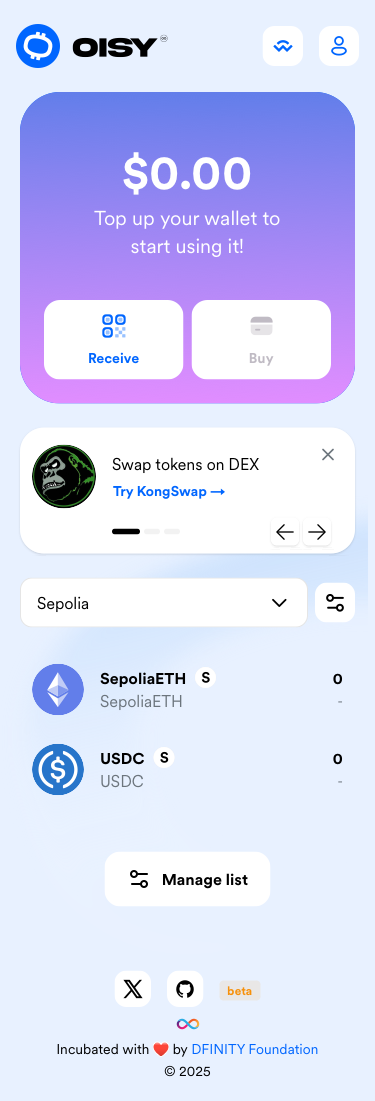 OISY
$0.00
Top up your wallet to
start using it!
Receive
Buy
Swap tokens on DEX
Try KongSwap →
Sepolia
SepoliaETH S
0
SepoliaETH
-
USDC S
0
USDC
-
Manage list
beta
Incubated with ❤️ by DFINITY Foundation
© 2025